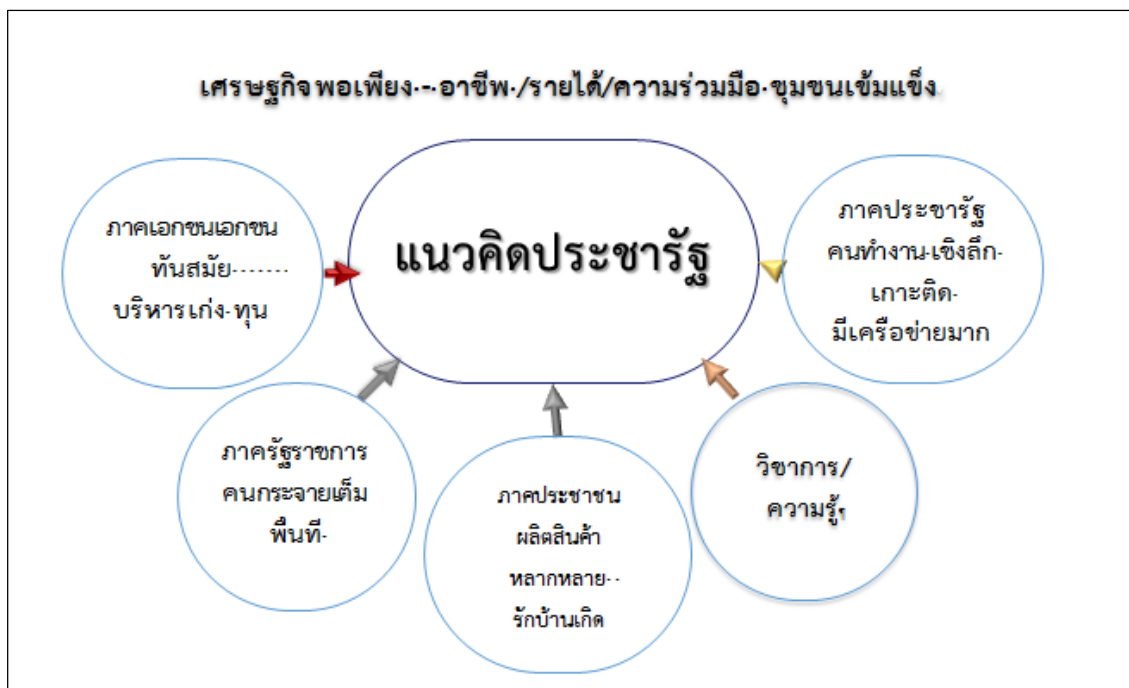 เศรษฐกิจพอเพียง--อาชีพ/รายได้/ความร่วมมือ ชุมชนเข้มแข็ง
แนวคิดประชารัฐ
ภาคเอกชนเอกชน
ทันสมัย·······
บริหารเก่ง-ทุน
ภาคประชารัฐ
คนทำงาน-เชิงลึก-
เกาะติด-
มีเครือข่ายมาก
ภาครัฐราชการ
คนกระจายเต็ม
พื้นที่-
ภาคประชาชน
ผลิตสินค้า
หลากหลาย··
รักบ้านเกิด
วิชาการ/
ความรู้